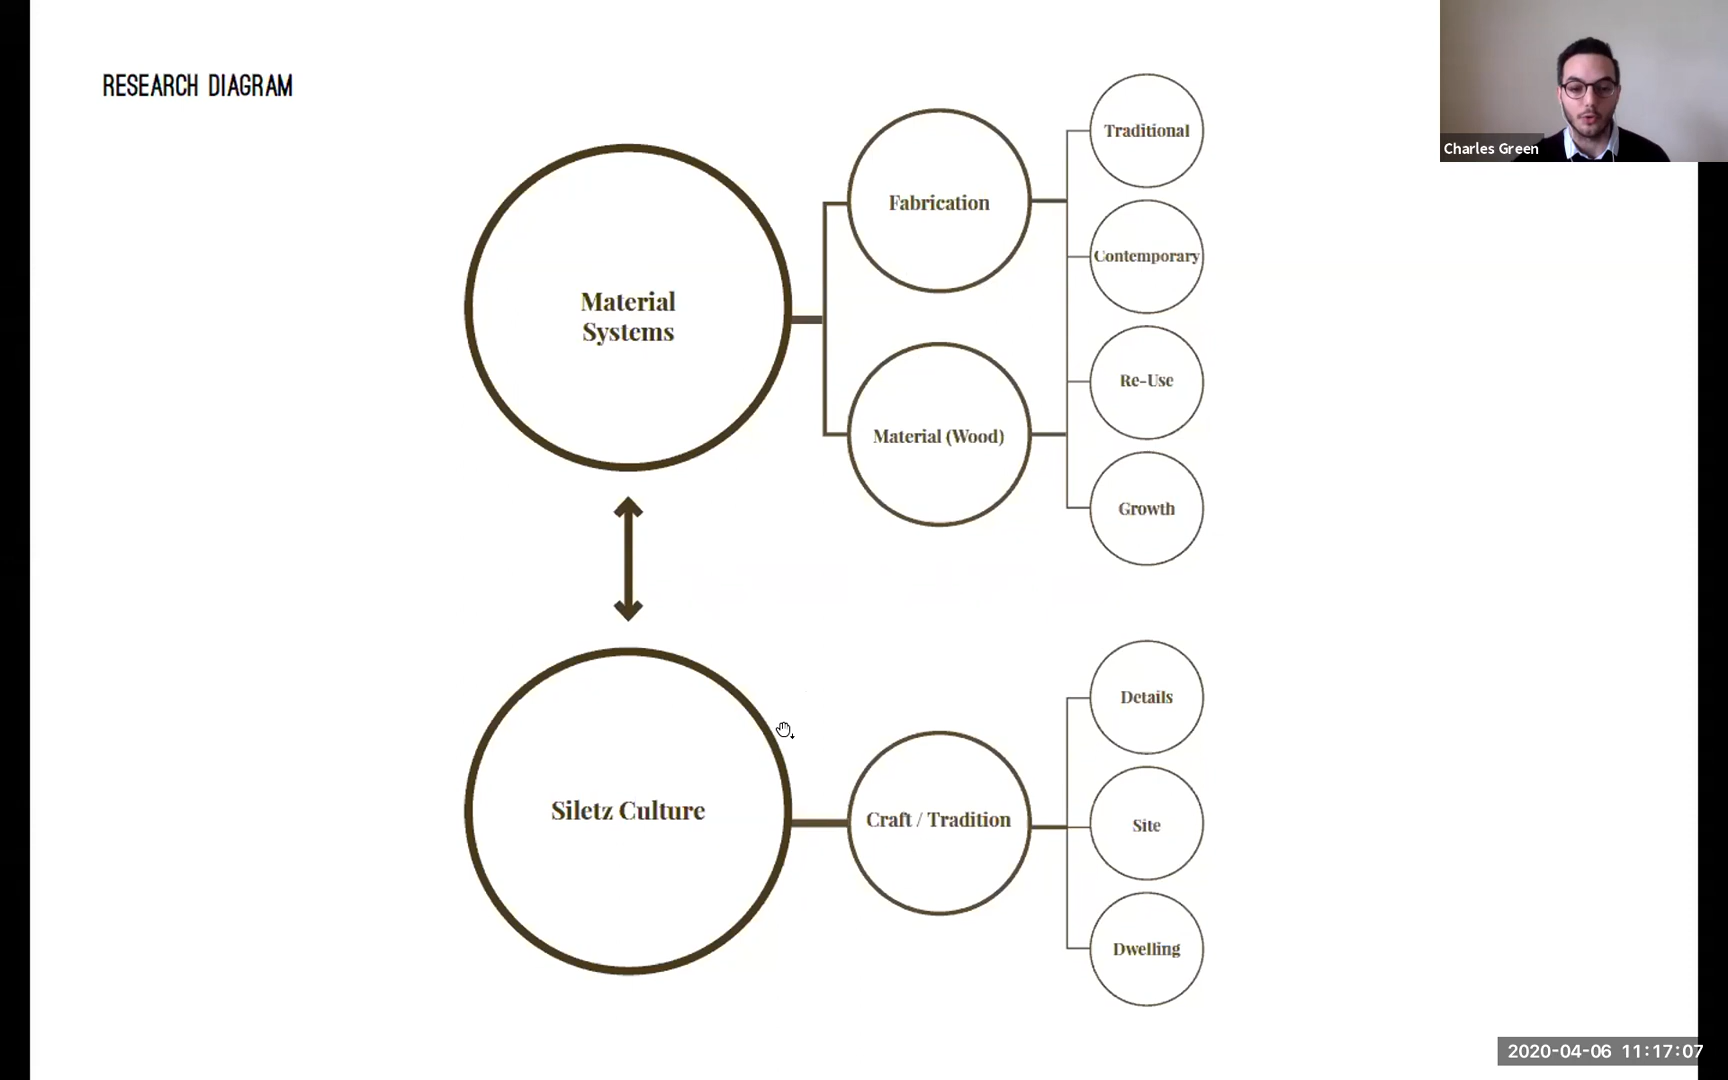 RESEARCH DIAGRAM
Material
Systems
Fabrication
Material (Wood)
Traditional
Contemporary
Re-Use
Growth
Siletz Culture
Craft / Tradition
Details
Site
Dwelling
Charles Green
2020-04-06 11:17:07